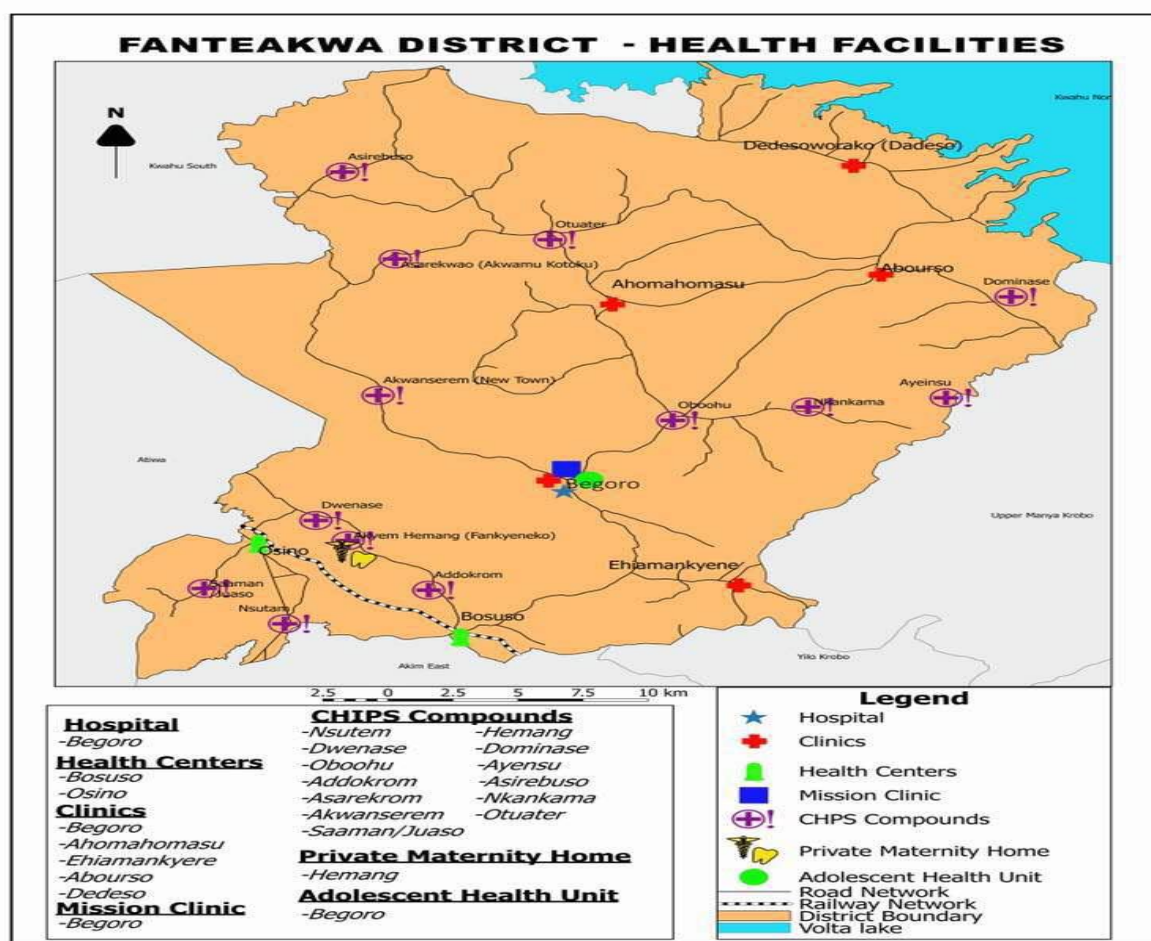 FANTEAKWA DISTRICT - HEALTH FACILITIES
N
Kwahu Nor
Kwahu South
Dedesoworako (Dadeso)
Asirebuso
Otuater
Asarekwao (Akwamu Kotoku)
Abourso
Ahomahomasu
Dominase
Akwanserem (New Town)
Ayeinsu
Oboohu
Nkankama
Atiwa
Begoro
Dwenase
Upper Manya Krobo
Akyem Hemang (Fankyeneko)
Osino
Ehiamankyene
Addokrom
Saaman
Juaso
Nsutam
Bosuso
Akim East
Yilo Krobo
2.5 0 2.5 5 7.5 10 km
Hospital
-Begoro
Health Centers
-Bosuso
-Osino
Clinics
-Begoro
-Ahomahomasu
-Ehiamankyere
-Abourso
-Dedeso
Mission Clinic
-Begoro
CHIPS Compounds
-Nsutem -Hemang
-Dwenase -Dominase
-Oboohu -Ayensu
-Addokrom -Asirebuso
-Asarekrom -Nkankama
-Akwanserem -Otuater
-Saaman/Juaso
Private Maternity Home
-Hemang
Adolescent Health Unit
-Begoro
Legend
Hospital
Clinics
Health Centers
Mission Clinic
CHPS Compounds
Private Maternity Home
Adolescent Health Unit
Road Network
Railway Network
District Boundary
Volta lake